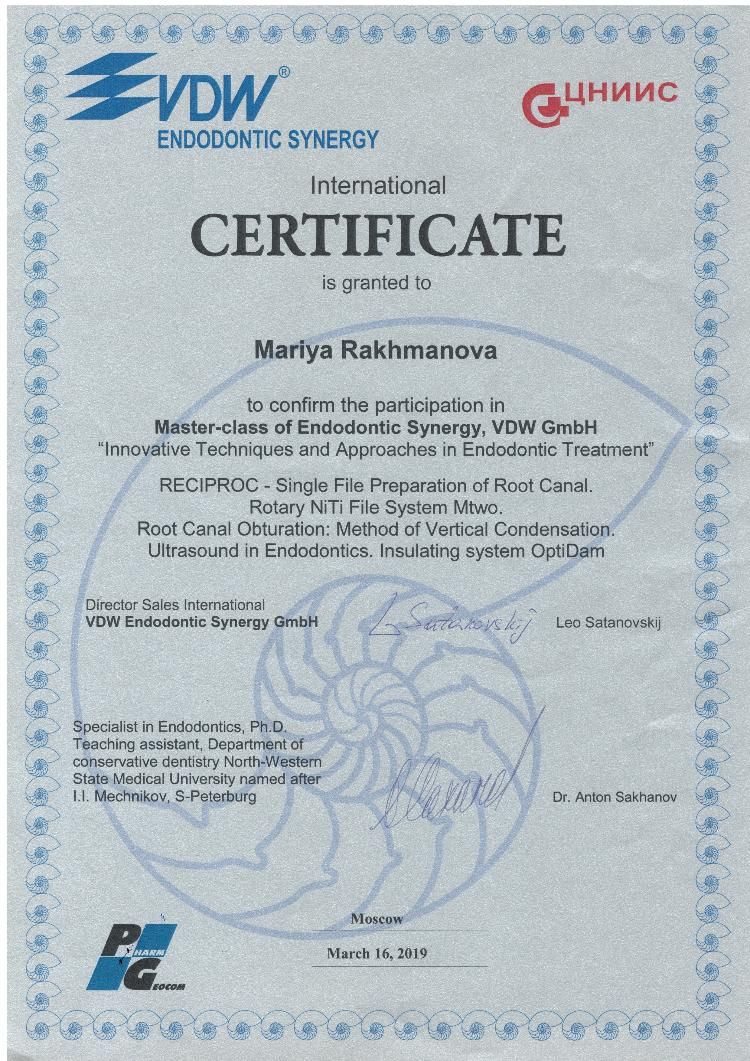 VDW®
ENDODONTIC SYNERGY
ЦНИИС
International
CERTIFICATE
is granted to
Mariya Rakhmanova
to confirm the participation in
Master-class of Endodontic Synergy, VDW GmbH
“Innovative Techniques and Approaches in Endodontic Treatment”
RECIPROC - Single File Preparation of Root Canal.
Rotary NiTi File System Mtwo.
Root Canal Obturation: Method of Vertical Condensation.
Ultrasound in Endodontics. Insulating system OptiDam
Director Sales International
VDW Endodontic Synergy GmbH
L Satanovskij
Leo Satanovskij
Specialist in Endodontics, Ph.D.
Teaching assistant, Department of
conservative dentistry North-Western
State Medical University named after
I.I. Mechnikov, S-Peterburg
Dr. Anton Sakhanov
Moscow
March 16, 2019
PHARM
GEOCOM